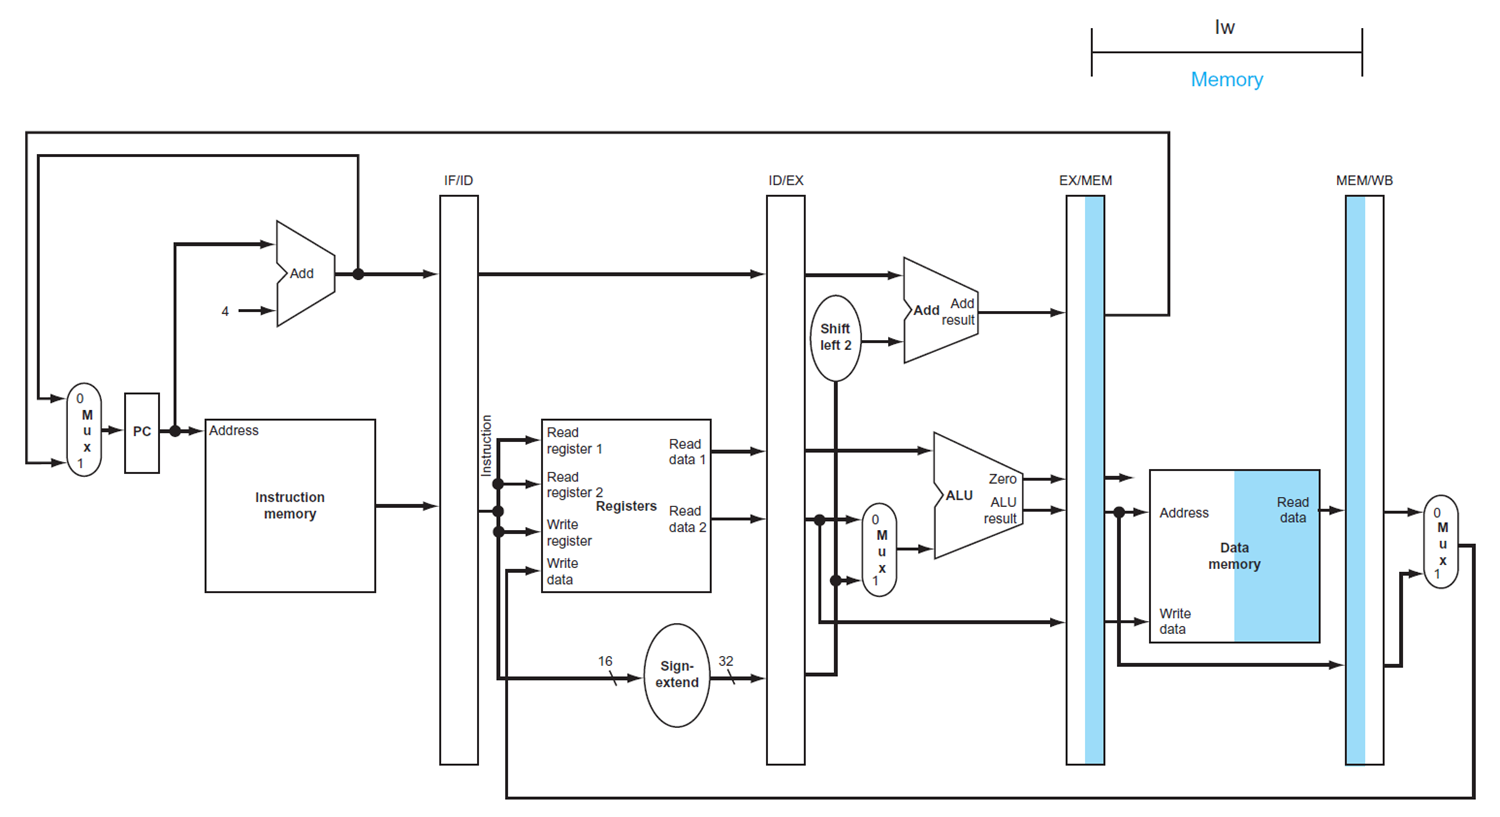 lw
Memory
IF/ID
ID/EX
EX/MEM
MEM/WB
Add
4
Shift
left 2
Add
Add
result
0
M
u
x
1
PC
Address
Instruction
memory
Instruction
Read
register 1
Read
register 2
Write
register
Write
data
Registers
Read
data 1
Read
data 2
16
Sign-
extend
32
0
M
u
x
1
ALU
Zero
ALU
result
Address
Read
data
Data
memory
Write
data
0
M
u
x
1